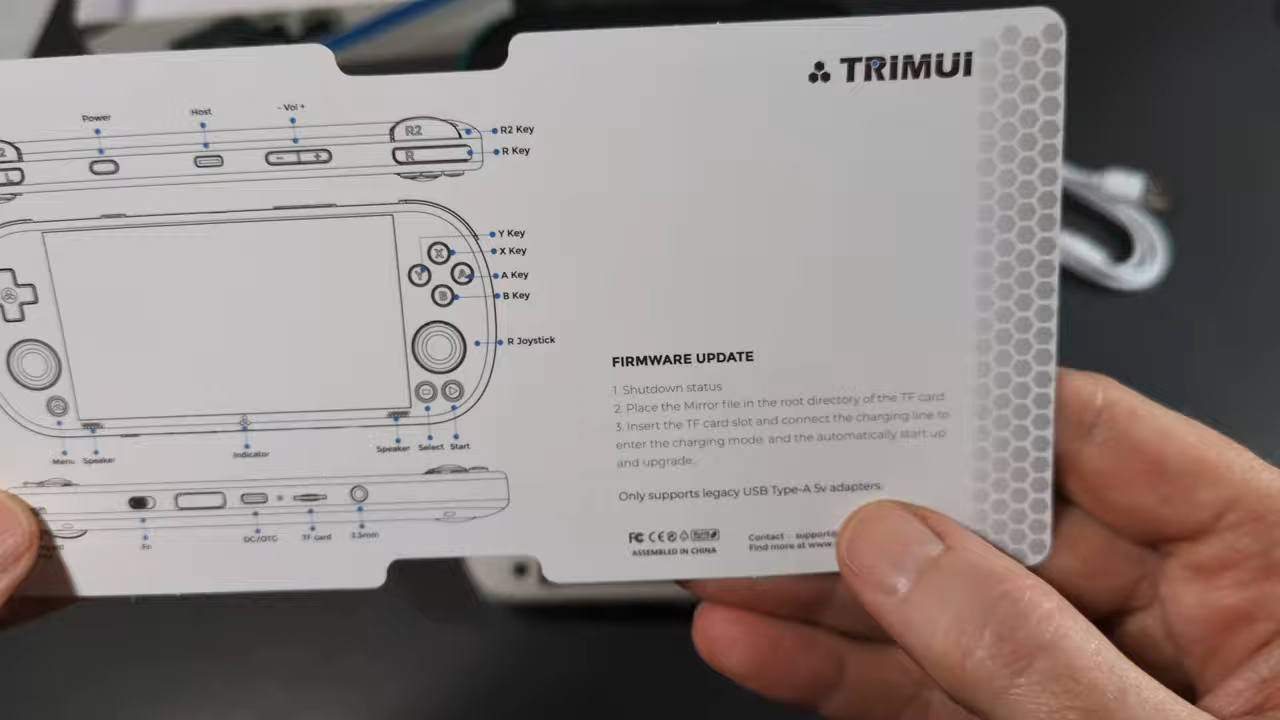 TRIMUI
Power
Host
- Vol +
R2
R2 Key
R
R Key
L
- +
Y Key
X Key
A Key
B Key
X
Y
A
B
R Joystick
Menu
Speaker
Indicator
Speaker
Select
Start
Fn
DC/OTG
TF card
3.5mm
FIRMWARE UPDATE
1. Shutdown status
2. Place the Mirror file in the root directory of the TF card.
3. Insert the TF card slot and connect the charging line to
enter the charging mode, and the automatically start up
and upgrade.
Only supports legacy USB Type-A 5v adapters.
FC CE
ASSEMBLED IN CHINA
Contact - support
Find more at www.